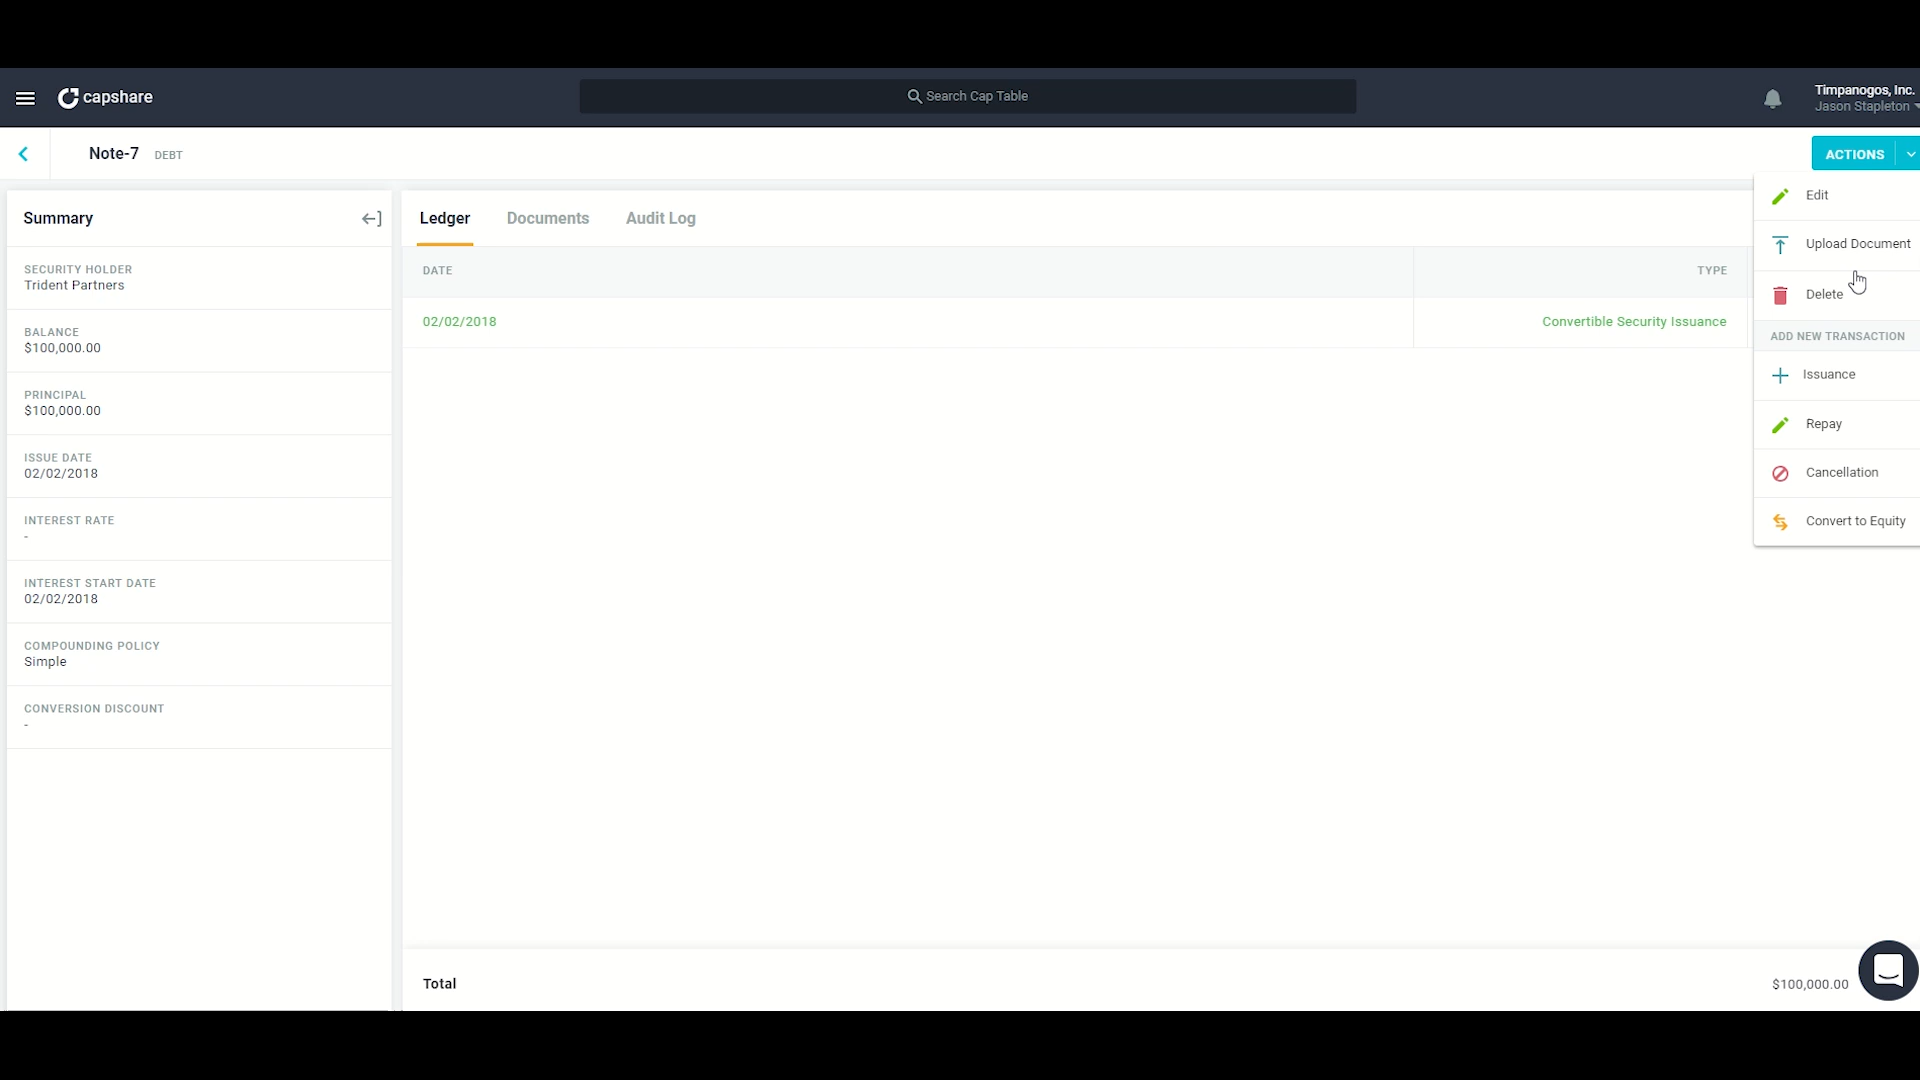 capshare
Search Cap Table
Timpanogos, Inc.
Jason Stapleton
Note-7 DEBT
ACTIONS
Summary
SECURITY HOLDER
Trident Partners
BALANCE
$100,000.00
PRINCIPAL
$100,000.00
ISSUE DATE
02/02/2018
INTEREST RATE
-
INTEREST START DATE
02/02/2018
COMPOUNDING POLICY
Simple
CONVERSION DISCOUNT
-
Ledger Documents Audit Log
DATE TYPE
02/02/2018 Convertible Security Issuance
Total $100,000.00
Edit
Upload Document
Delete
ADD NEW TRANSACTION
Issuance
Repay
Cancellation
Convert to Equity